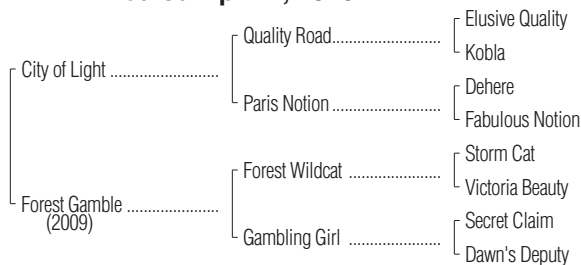 Elusive Quality
Quality Road
Kobla
City of Light
Dehere
Paris Notion
Fabulous Notion
Storm Cat
Forest Wildcat
Victoria Beauty
Forest Gamble
(2009)
Secret Claim
Gambling Girl
Dawn's Deputy